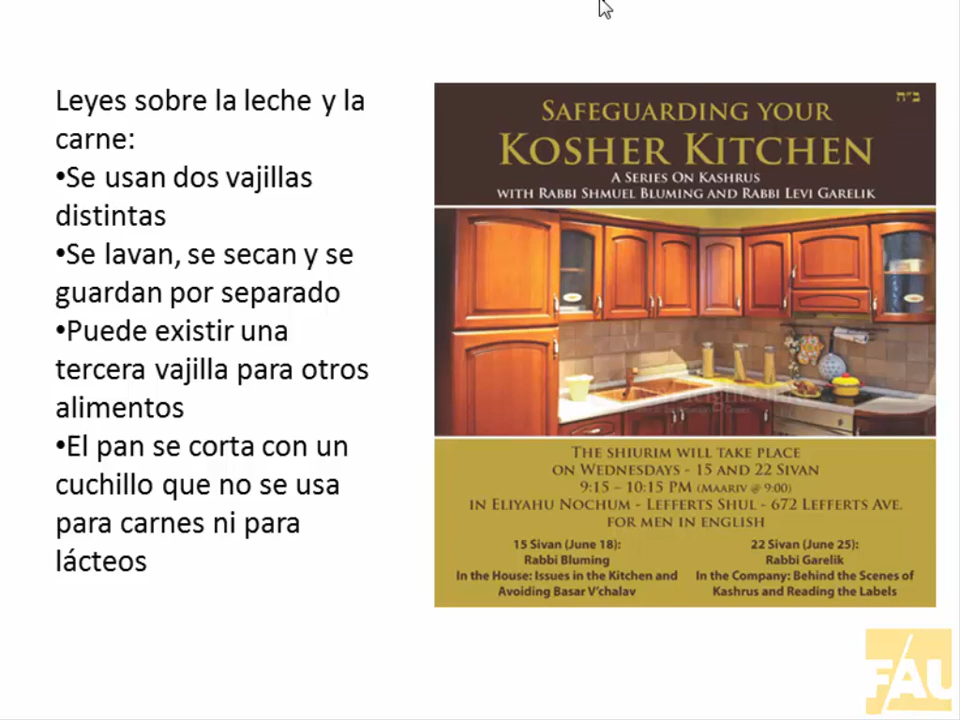 Leyes sobre la leche y la
carne:
•Se usan dos vajillas
distintas
•Se lavan, se secan y se
guardan por separado
•Puede existir una
tercera vajilla para otros
alimentos
•El pan se corta con un
cuchillo que no se usa
para carnes ni para
lácteos
ב״ה
SAFEGUARDING YOUR
KOSHER KITCHEN
A SERIES ON KASHRUS
WITH RABBI SHMUEL BLUMING AND RABBI LEVI GARELIK
THE SHIURIM WILL TAKE PLACE
ON WEDNESDAYS - 15 AND 22 SIVAN
9:15 – 10:15 PM (MAARIV @ 9:00)
IN ELIYAHU NOCHUM - LEFFERTS SHUL - 672 LEFFERTS AVE.
FOR MEN IN ENGLISH
15 Sivan (June 18):
Rabbi Bluming
In the House: Issues in the Kitchen and
Avoiding Basar V'chalav
22 Sivan (June 25):
Rabbi Garelik
In the Company: Behind the Scenes of
Kashrus and Reading the Labels
FAU